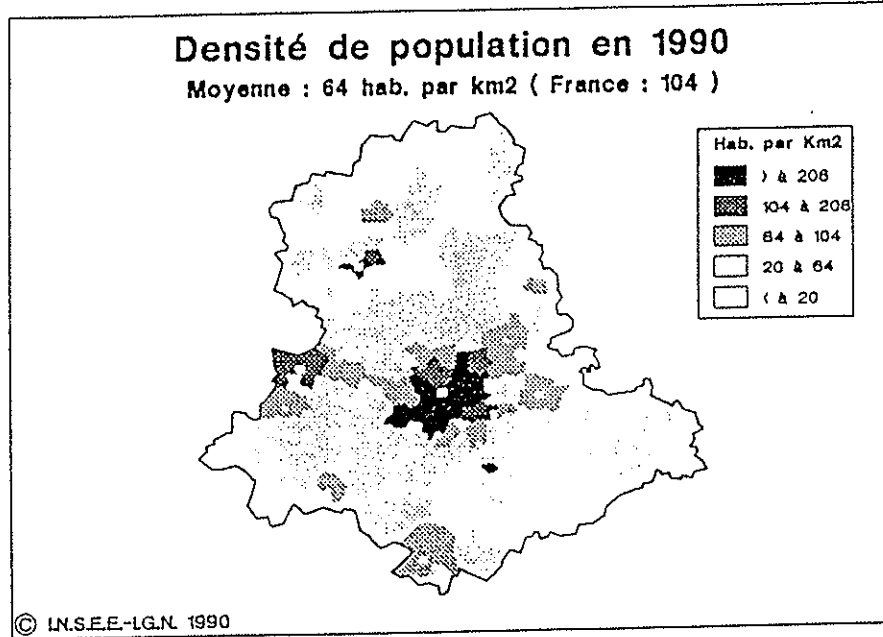 Densité de population en 1990
Moyenne : 64 hab. par km2 ( France : 104 )
Hab. par Km2
> à 208
104 à 208
64 à 104
20 à 64
< à 20
© I.N.S.E.E.-I.G.N. 1990